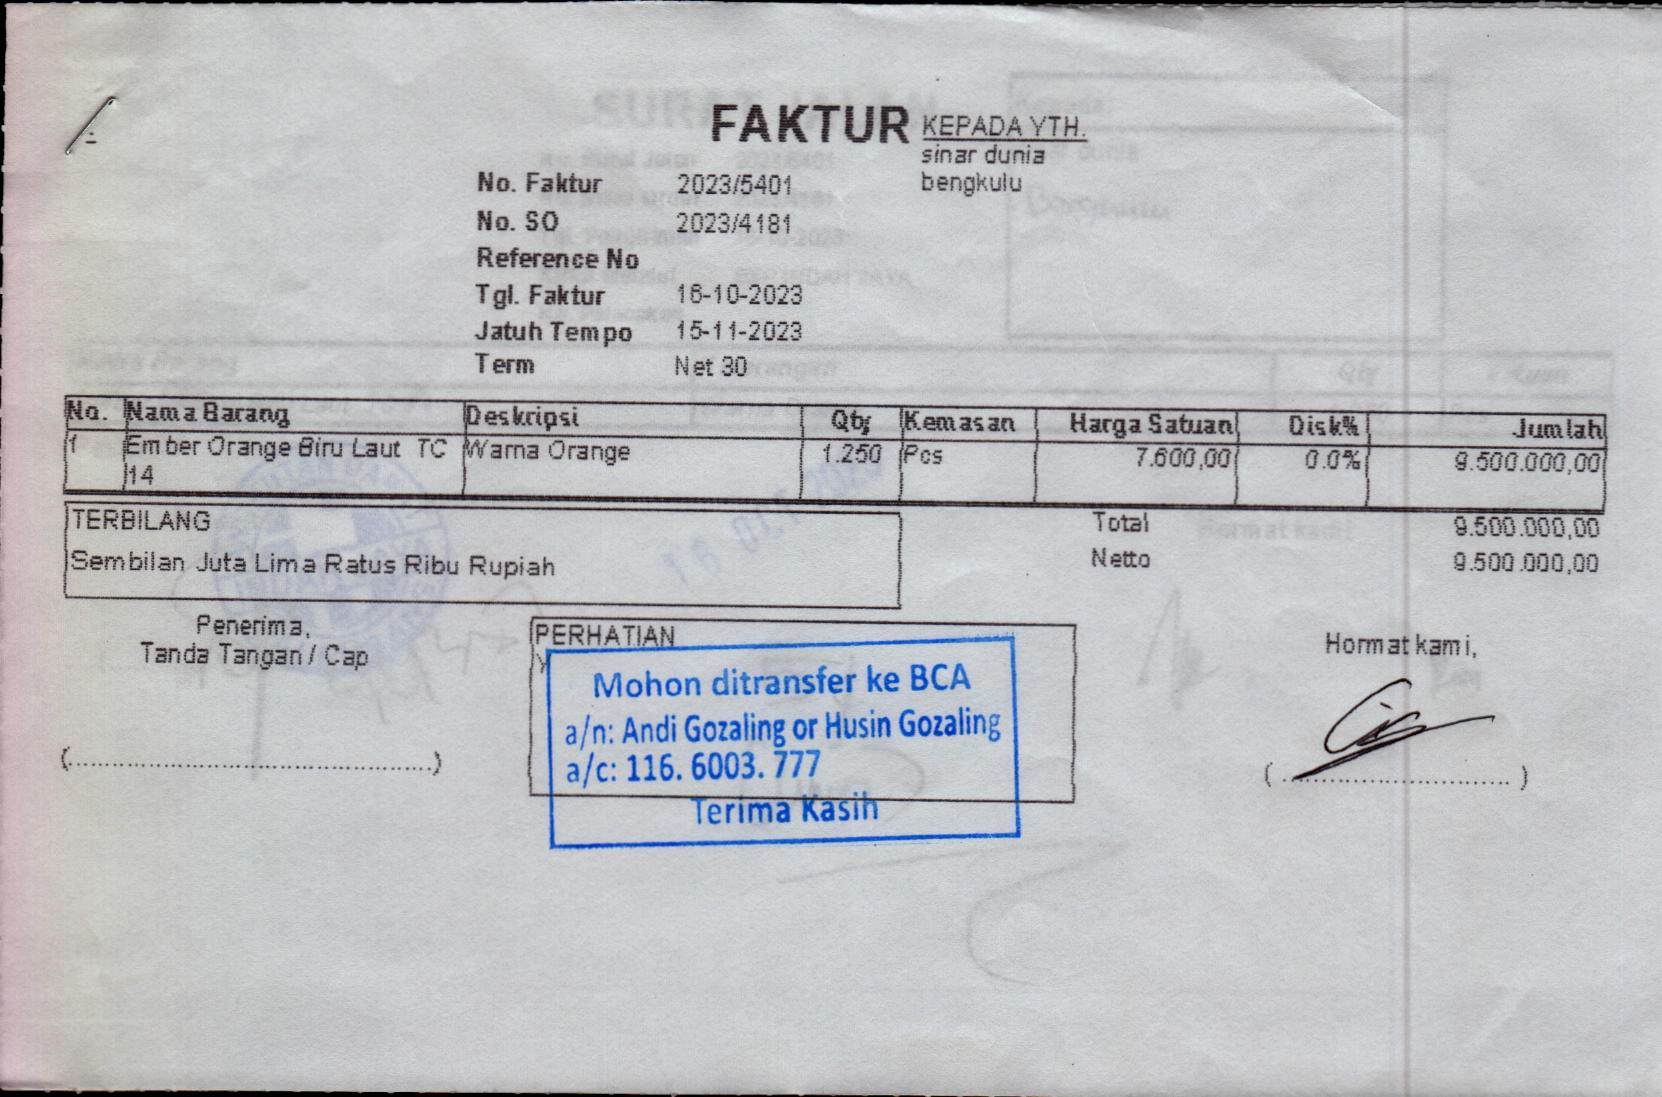 FAKTUR
KEPADA YTH.
sinar dunia
bengkulu
No. Faktur 2023/5401
No. SO 2023/4181
Reference No
Tgl. Faktur 16-10-2023
Jatuh Tempo 15-11-2023
Term Net 30
No. Nama Barang Deskripsi Qty Kemasan Harga Satuan Disk% Jumlah
1 Ember Orange Biru Laut TC 14 Warna Orange 1.250 Pcs 7.600,00 0.0% 9.500.000,00
TERBILANG
Sembilan Juta Lima Ratus Ribu Rupiah
Total 9.500.000,00
Netto 9.500.000,00
Penerima,
Tanda Tangan / Cap
(..........................................)
PERHATIAN
Mohon ditransfer ke BCA
a/n: Andi Gozaling or Husin Gozaling
a/c: 116. 6003. 777
Terima Kasih
Hormat kami,
(..........................................)